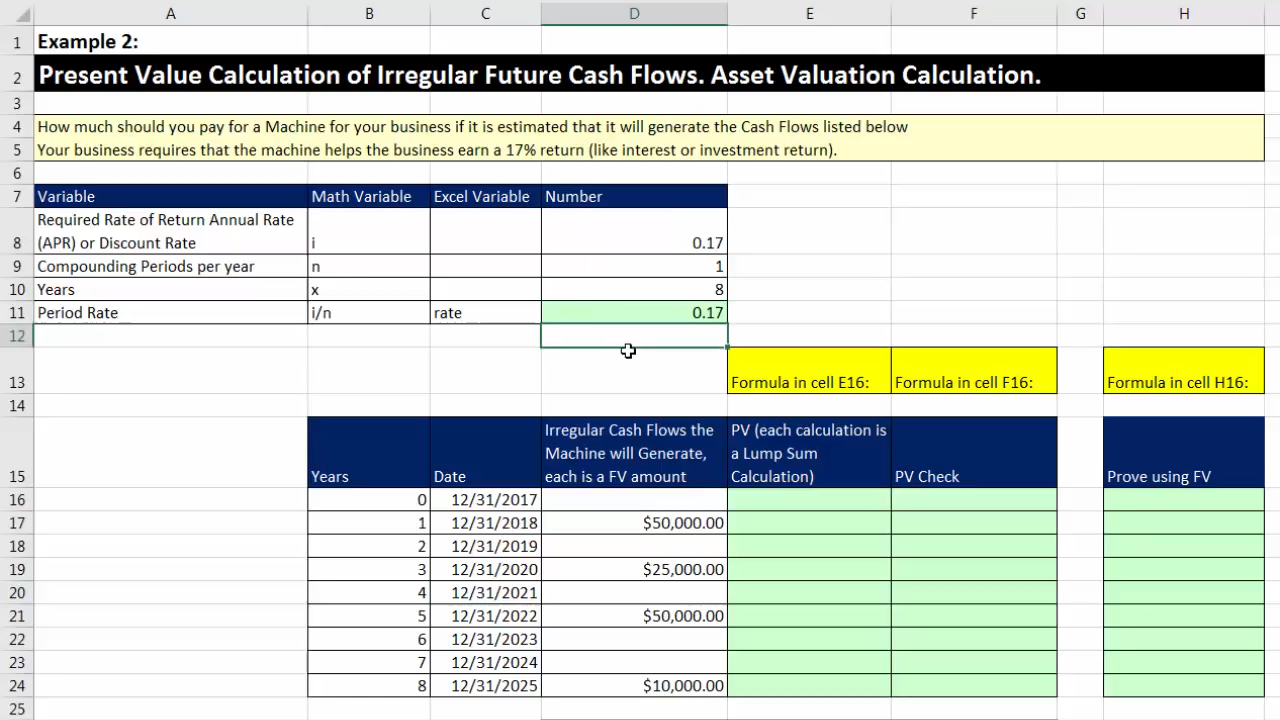 A B C D E F G H
1 Example 2:
2 Present Value Calculation of Irregular Future Cash Flows. Asset Valuation Calculation.
3
4 How much should you pay for a Machine for your business if it is estimated that it will generate the Cash Flows listed below
5 Your business requires that the machine helps the business earn a 17% return (like interest or investment return).
6
7 Variable Math Variable Excel Variable Number
Required Rate of Return Annual Rate
8 (APR) or Discount Rate i 0.17
9 Compounding Periods per year n 1
10 Years x 8
11 Period Rate i/n rate 0.17
12
13 Formula in cell E16: Formula in cell F16: Formula in cell H16:
14
Irregular Cash Flows the PV (each calculation is
Machine will Generate, a Lump Sum
15 Years Date each is a FV amount Calculation) PV Check Prove using FV
16 0 12/31/2017
17 1 12/31/2018 $50,000.00
18 2 12/31/2019
19 3 12/31/2020 $25,000.00
20 4 12/31/2021
21 5 12/31/2022 $50,000.00
22 6 12/31/2023
23 7 12/31/2024
24 8 12/31/2025 $10,000.00
25